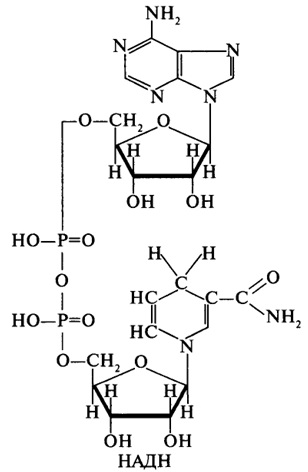 NH₂
N N
N N
O CH₂ O
H H H H
OH OH
HO-P=O H H
O C O
HC C C
HO-P=O HC NH₂
N
O CH₂ O
H H H H
OH OH
НАДН